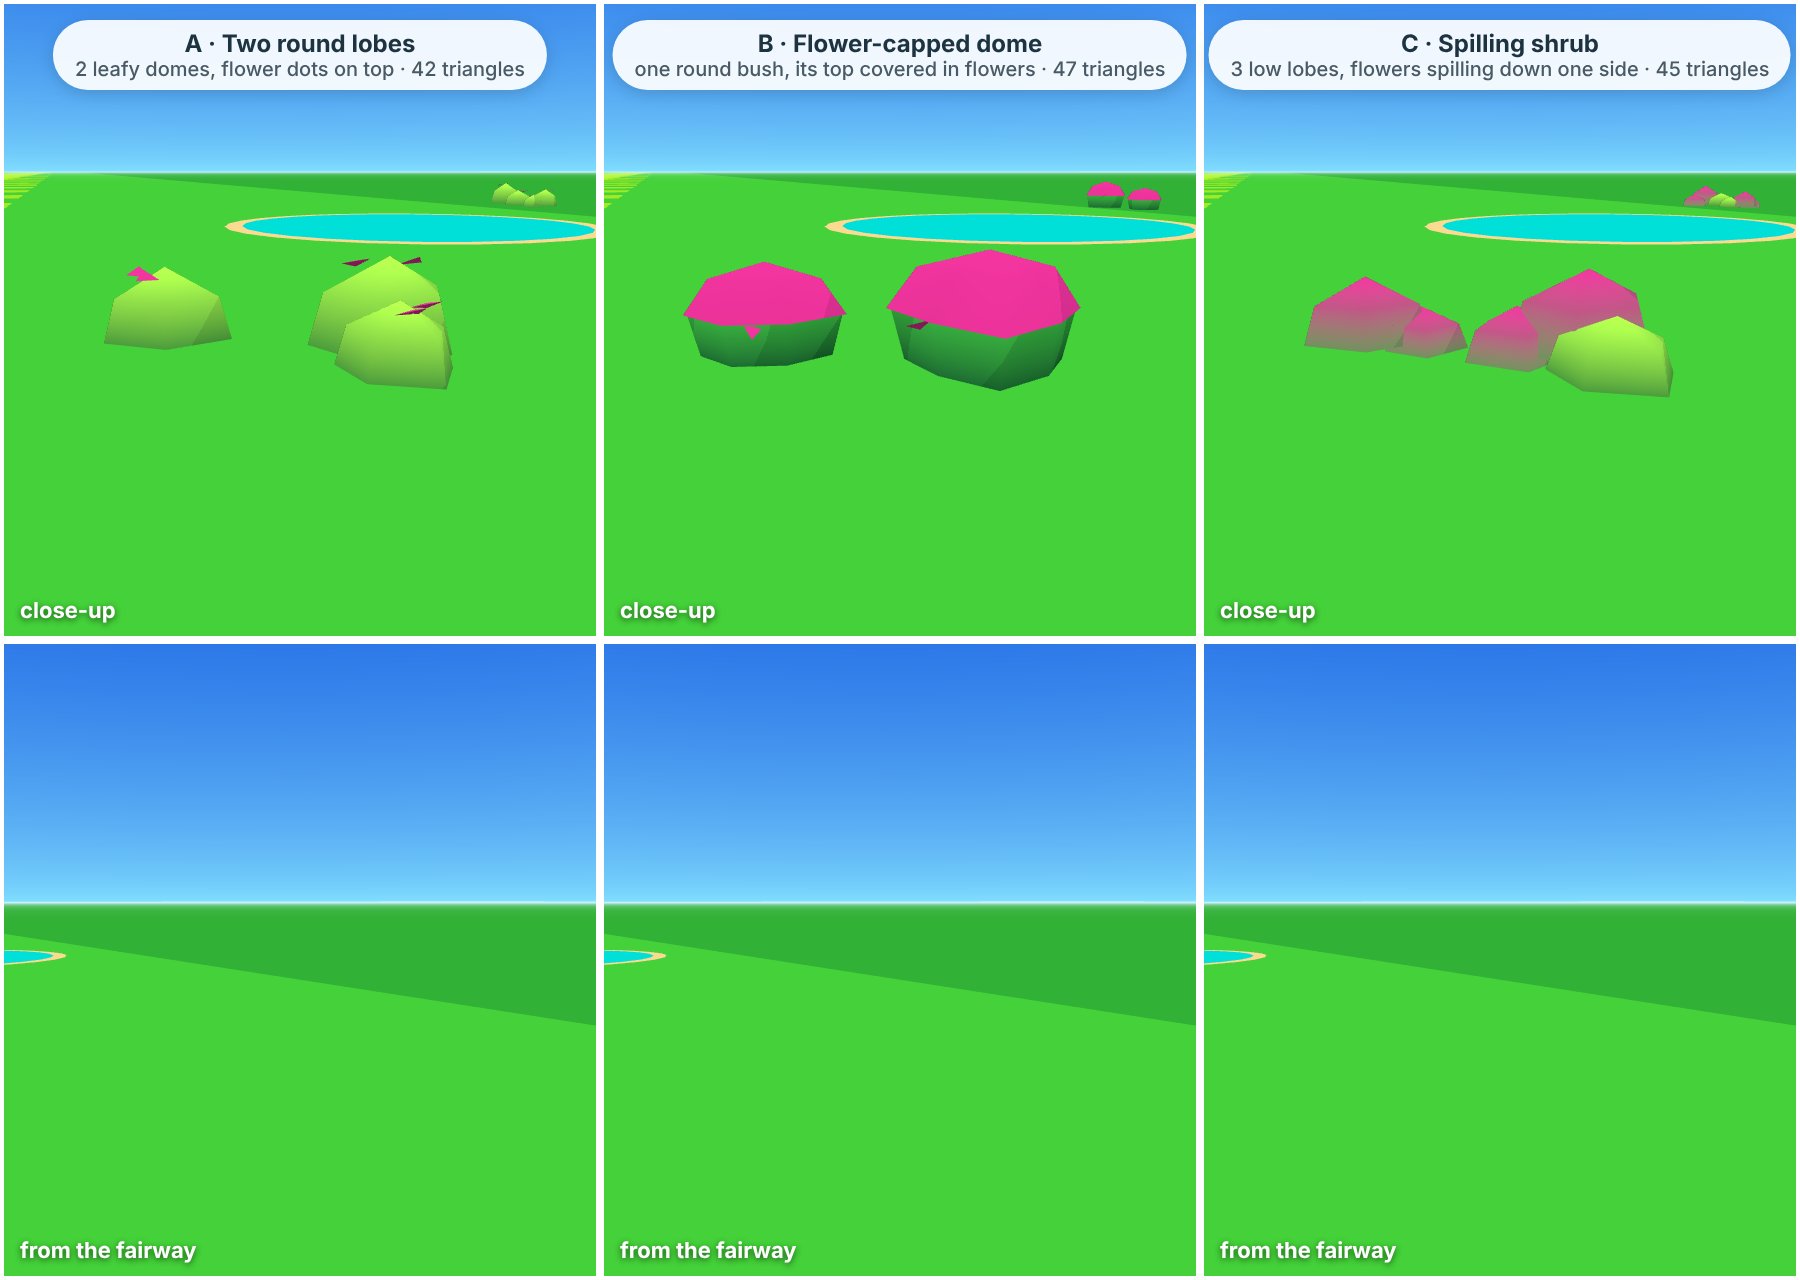 A · Two round lobes
2 leafy domes, flower dots on top · 42 triangles
B · Flower-capped dome
one round bush, its top covered in flowers · 47 triangles
C · Spilling shrub
3 low lobes, flowers spilling down one side · 45 triangles
close-up
close-up
close-up
from the fairway
from the fairway
from the fairway